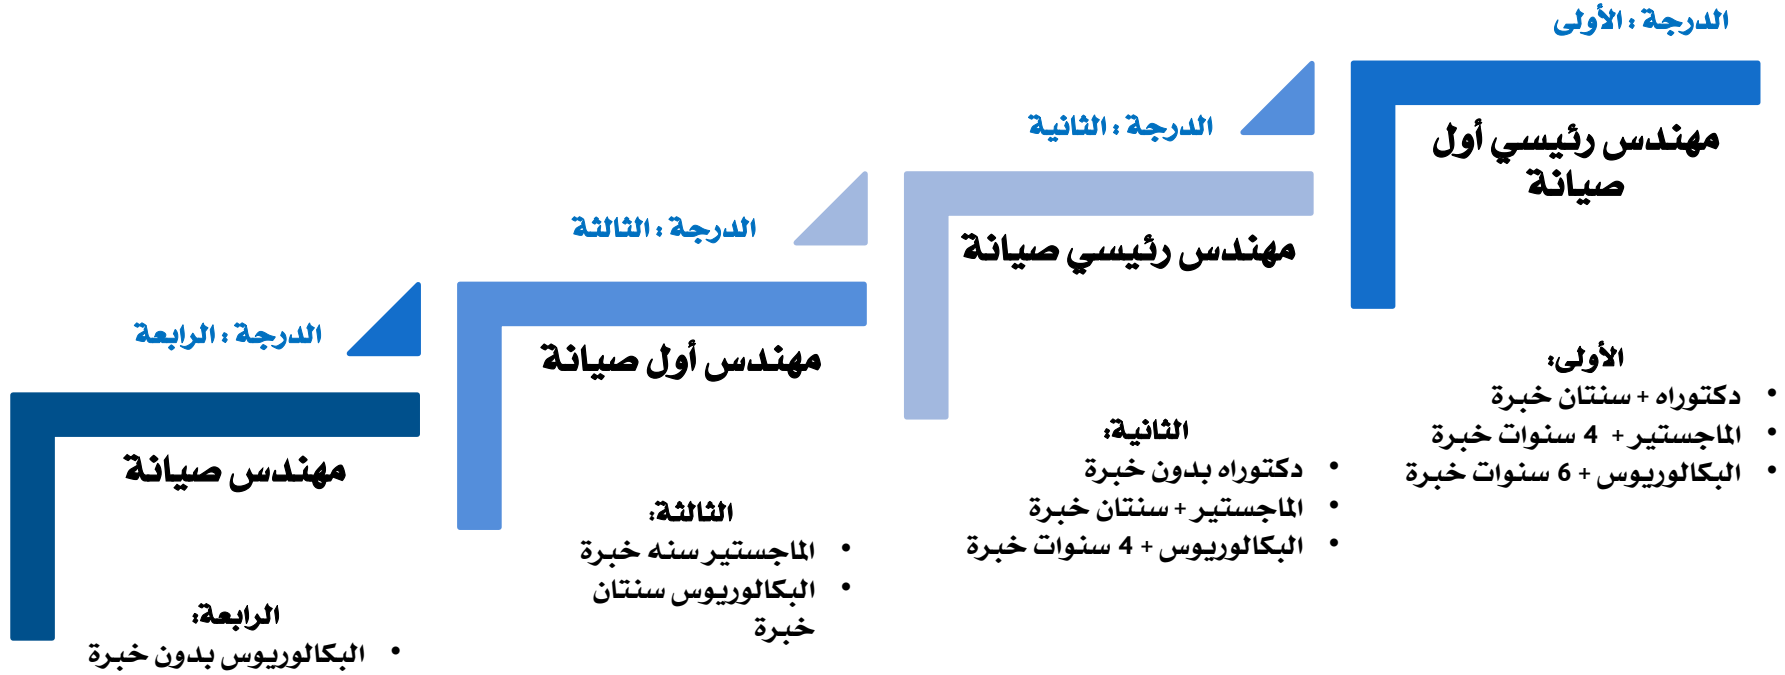 الدرجة : الأولى
مهندس رئيسي أول
صيانة
الأولى:
• دكتوراه + سنتان خبرة
• الماجستير + 4 سنوات خبرة
• البكالوريوس + 6 سنوات خبرة
الدرجة : الثانية
مهندس رئيسي صيانة
الثانية:
• دكتوراه بدون خبرة
• الماجستير + سنتان خبرة
• البكالوريوس + 4 سنوات خبرة
الدرجة : الثالثة
مهندس أول صيانة
الثالثة:
• الماجستير سنه خبرة
• البكالوريوس سنتان
خبرة
الدرجة : الرابعة
مهندس صيانة
الرابعة:
• البكالوريوس بدون خبرة